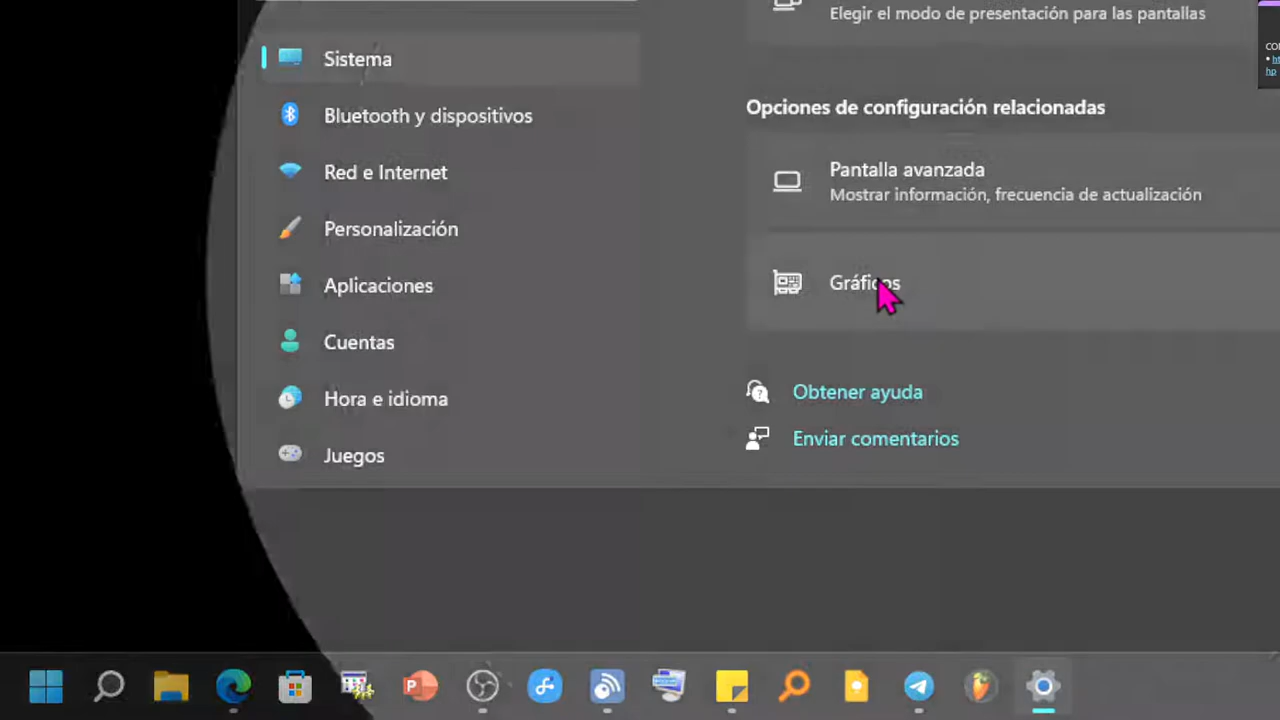 Elegir el modo de presentación para las pantallas
Sistema
Bluetooth y dispositivos
Red e Internet
Personalización
Aplicaciones
Cuentas
Hora e idioma
Juegos
Opciones de configuración relacionadas
Pantalla avanzada
Mostrar información, frecuencia de actualización
Gráficos
Obtener ayuda
Enviar comentarios